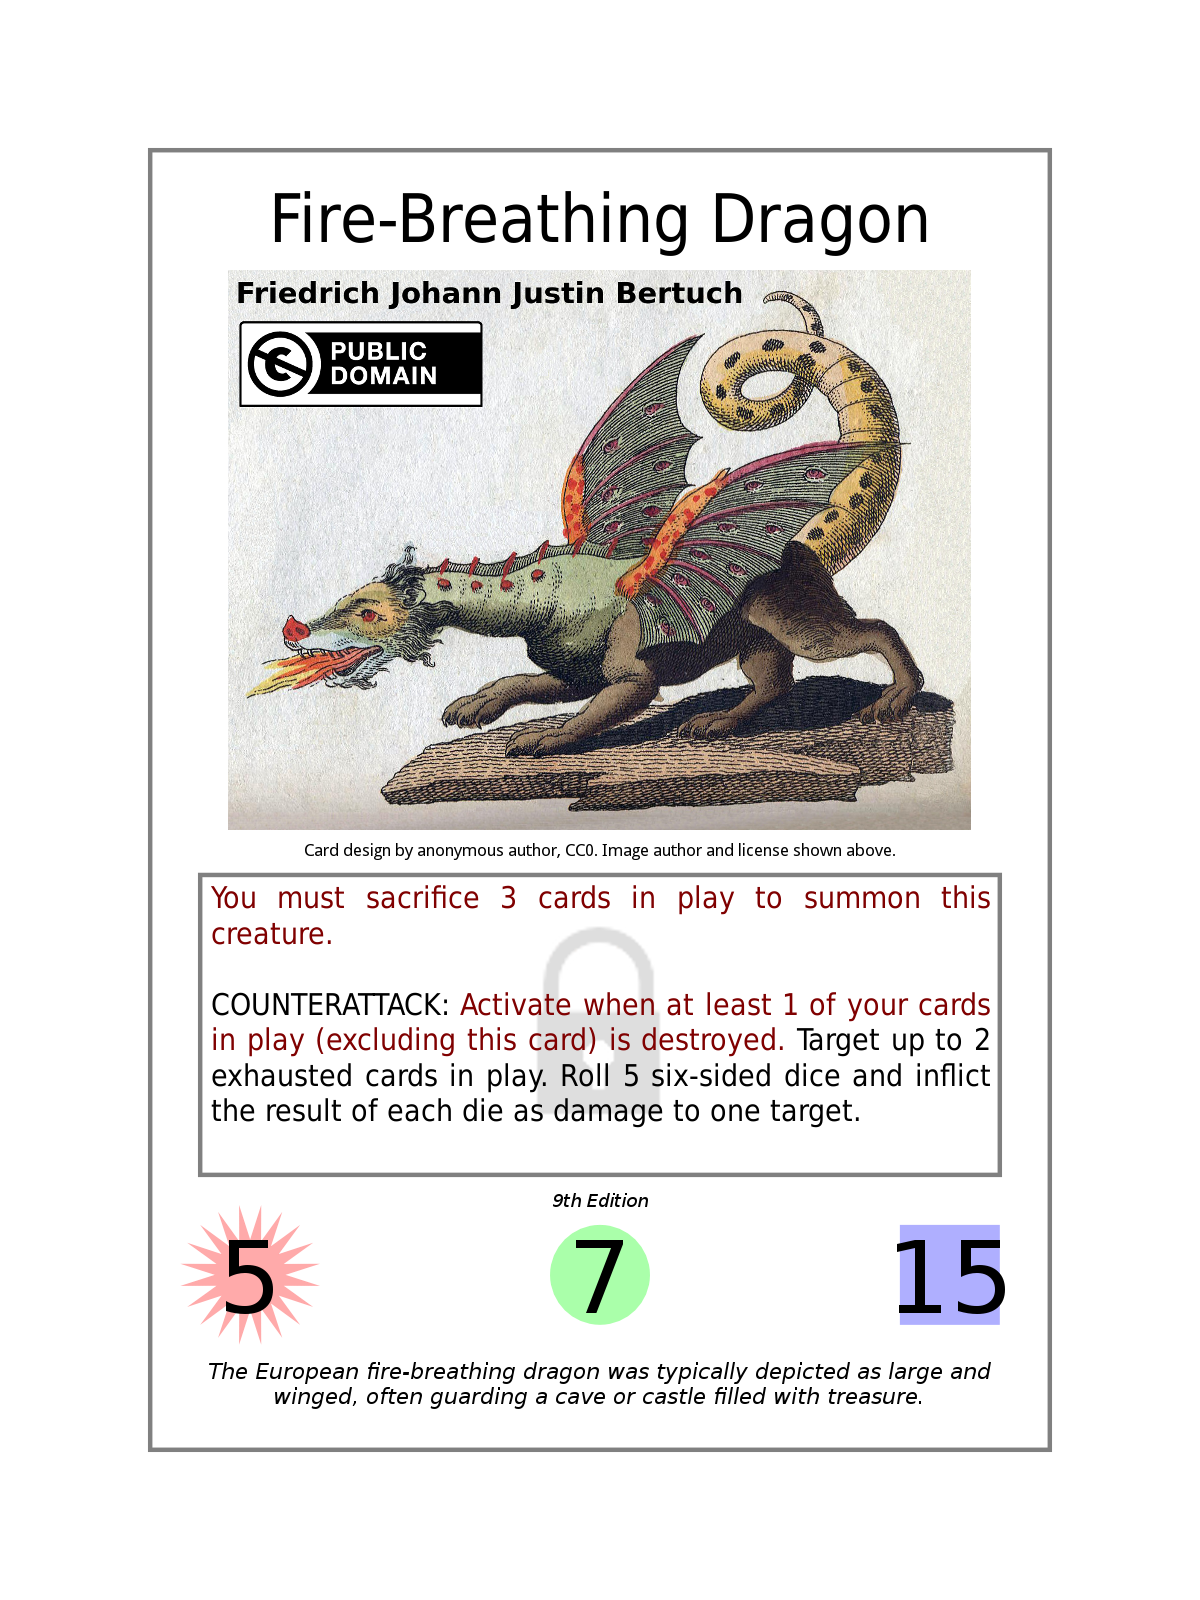 Fire-Breathing Dragon
Friedrich Johann Justin Bertuch
PUBLIC
DOMAIN
Card design by anonymous author, CC0. Image author and license shown above.
You must sacrifice 3 cards in play to summon this
creature.
COUNTERATTACK: Activate when at least 1 of your cards
in play (excluding this card) is destroyed. Target up to 2
exhausted cards in play. Roll 5 six-sided dice and inflict
the result of each die as damage to one target.
9th Edition
5 7 15
The European fire-breathing dragon was typically depicted as large and
winged, often guarding a cave or castle filled with treasure.